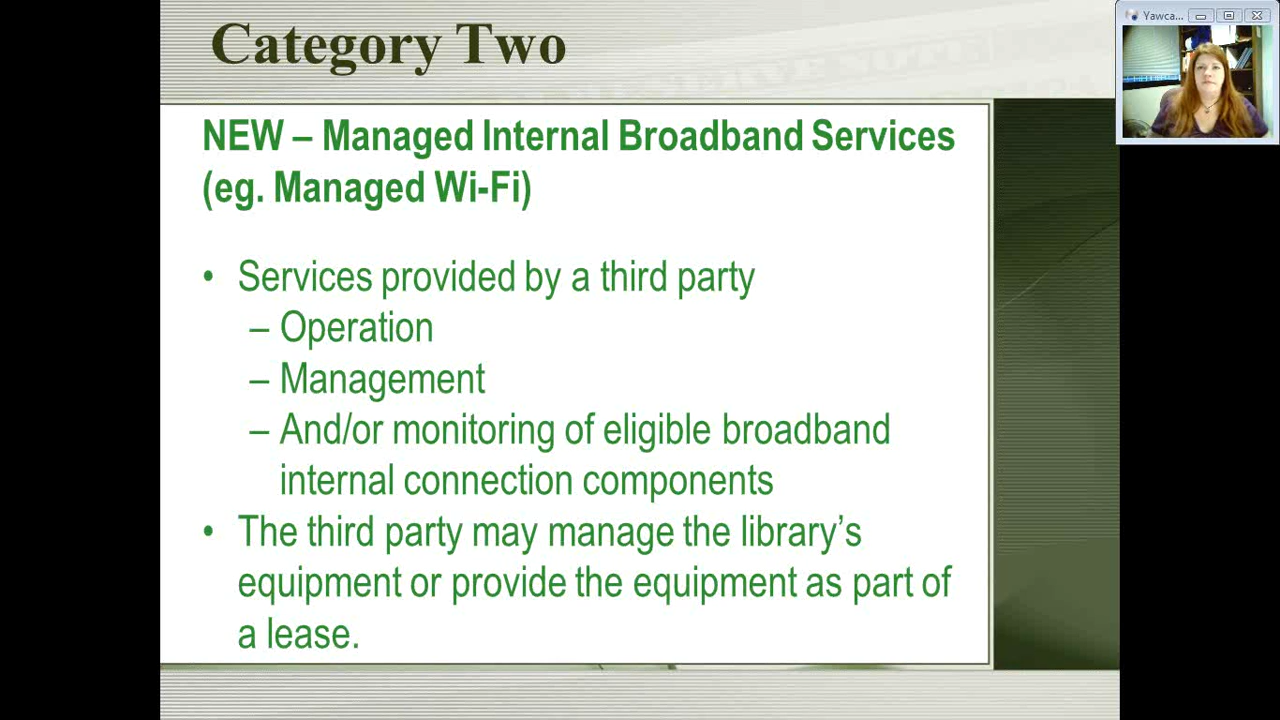 Category Two
Yawca...
NEW – Managed Internal Broadband Services
(eg. Managed Wi-Fi)
• Services provided by a third party
– Operation
– Management
– And/or monitoring of eligible broadband
internal connection components
• The third party may manage the library’s
equipment or provide the equipment as part of
a lease.